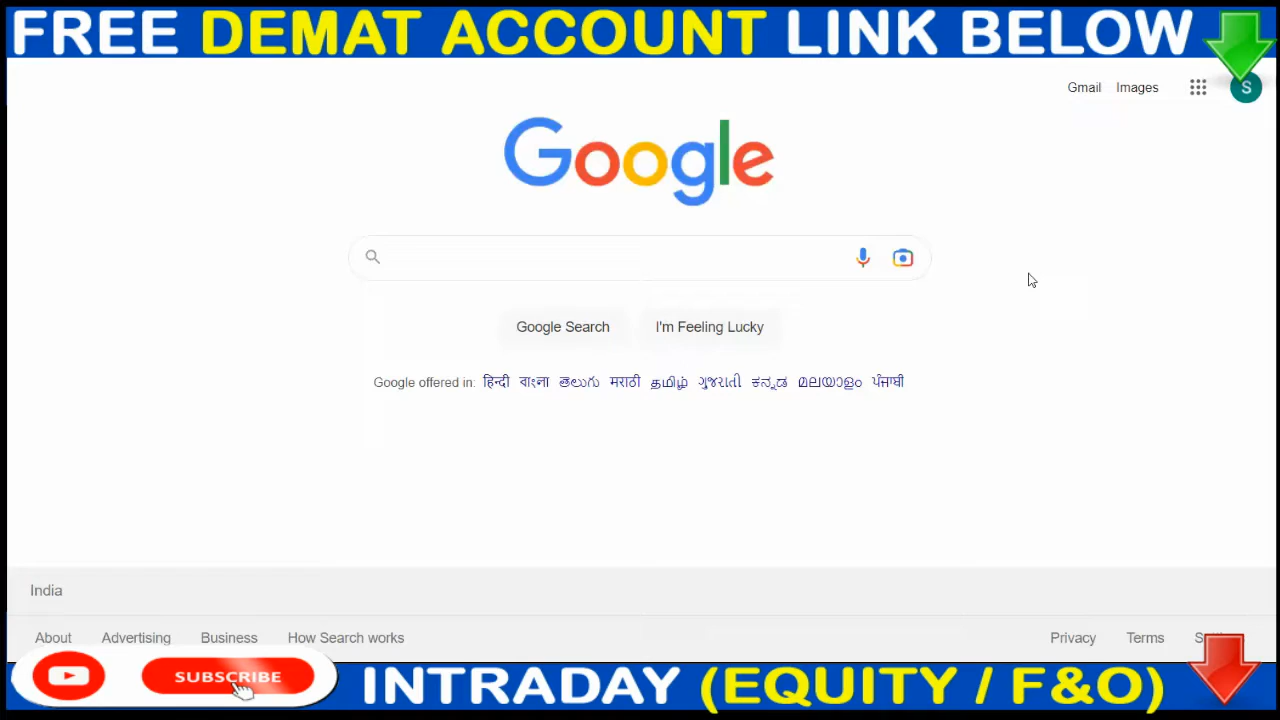 FREE DEMAT ACCOUNT LINK BELOW
Gmail Images S
Google
Google Search I'm Feeling Lucky
Google offered in: हिन्दी বাংলা తెలుగు मराठी தமிழ் ગુજરાતી ಕನ್ನಡ മലയാളം ਪੰਜਾਬੀ
India
About Advertising Business How Search works Privacy Terms
SUBSCRIBE
INTRADAY (EQUITY / F&O)